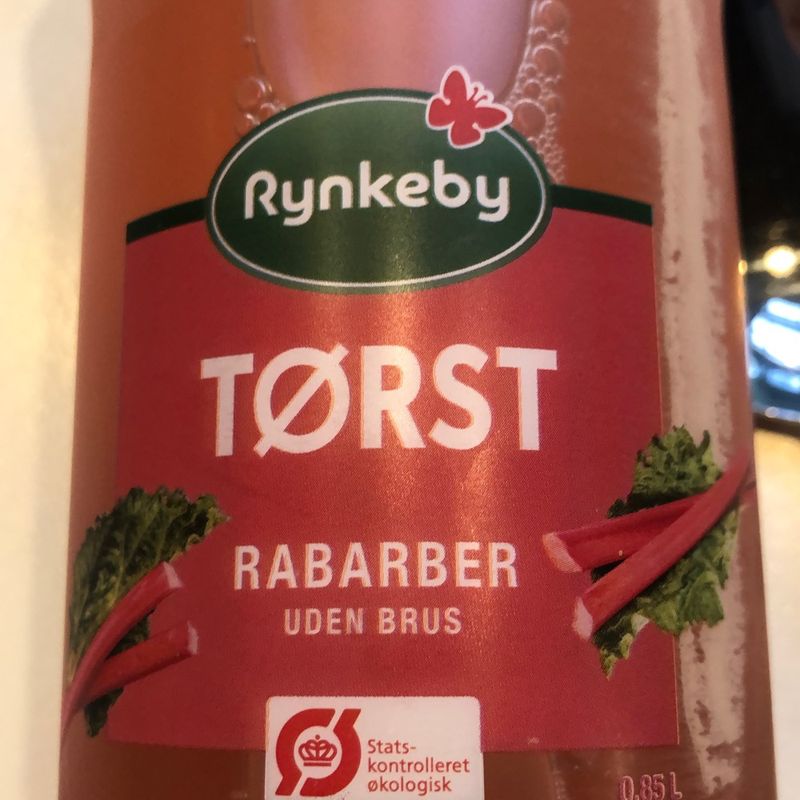 Rynkeby
TØRST
RABARBER
UDEN BRUS
Ø
Stats-
kontrolleret
økologisk
0,85 L